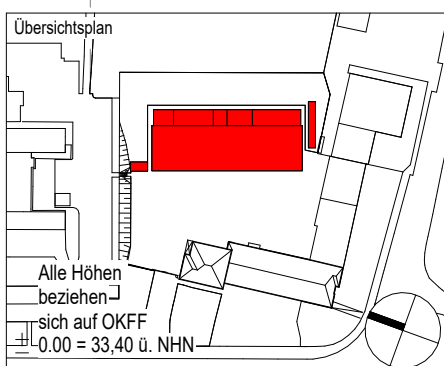 Übersichtsplan
Alle Höhen
beziehen
sich auf OKFF
0.00 = 33,40 ü. NHN